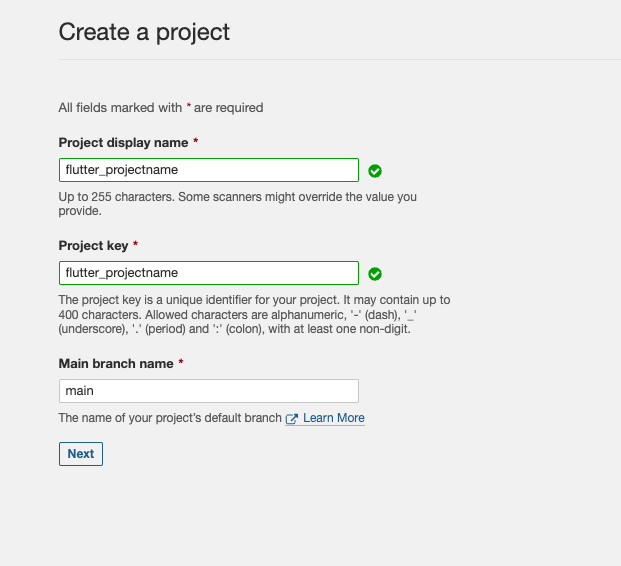 Create a project
All fields marked with * are required
Project display name *
flutter_projectname
Up to 255 characters. Some scanners might override the value you
provide.
Project key *
flutter_projectname
The project key is a unique identifier for your project. It may contain up to
400 characters. Allowed characters are alphanumeric, '-' (dash), '_'
(underscore), '.' (period) and ':' (colon), with at least one non-digit.
Main branch name *
main
The name of your project's default branch Learn More
Next